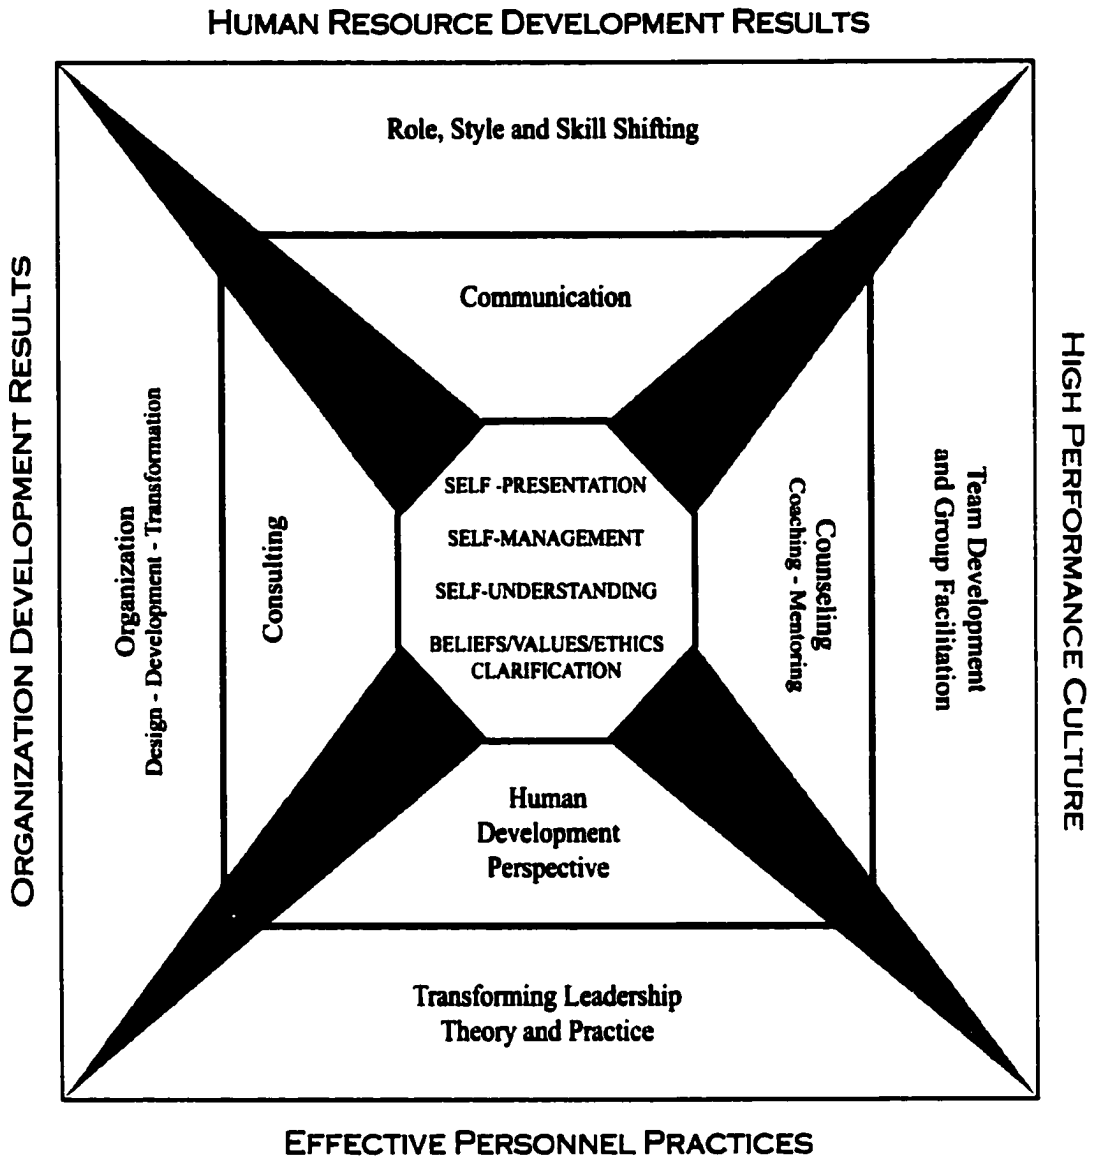 HUMAN RESOURCE DEVELOPMENT RESULTS
Role, Style and Skill Shifting
Communication
ORGANIZATION DEVELOPMENT RESULTS
Organization
Design - Development - Transformation
Consulting
SELF -PRESENTATION
SELF-MANAGEMENT
SELF-UNDERSTANDING
BELIEFS/VALUES/ETHICS
CLARIFICATION
Counseling
Coaching - Mentoring
Team Development
and Group Facilitation
HIGH PERFORMANCE CULTURE
Human
Development
Perspective
Transforming Leadership
Theory and Practice
EFFECTIVE PERSONNEL PRACTICES